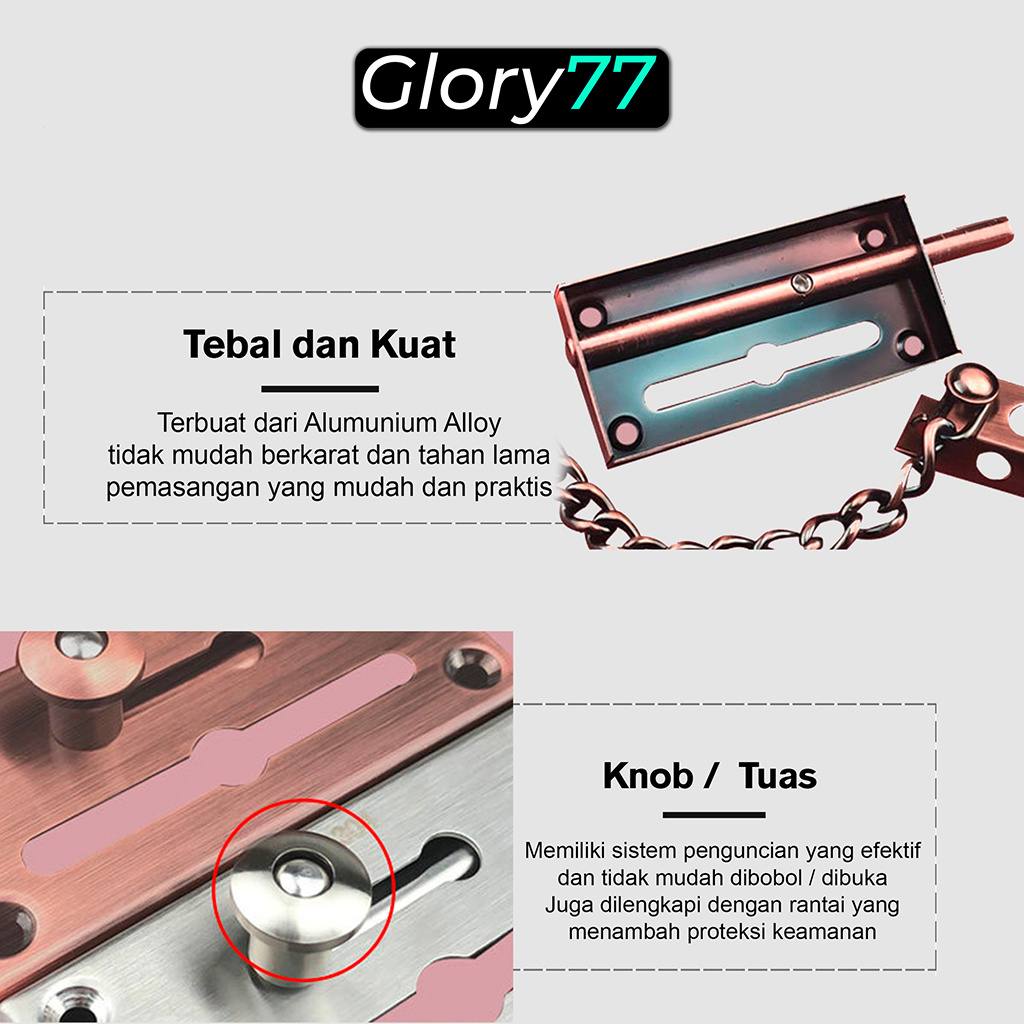 Glory77
Tebal dan Kuat
Terbuat dari Alumunium Alloy
tidak mudah berkarat dan tahan lama
pemasangan yang mudah dan praktis
Knob / Tuas
Memiliki sistem penguncian yang efektif
dan tidak mudah dibobol / dibuka
Juga dilengkapi dengan rantai yang
menambah proteksi keamanan